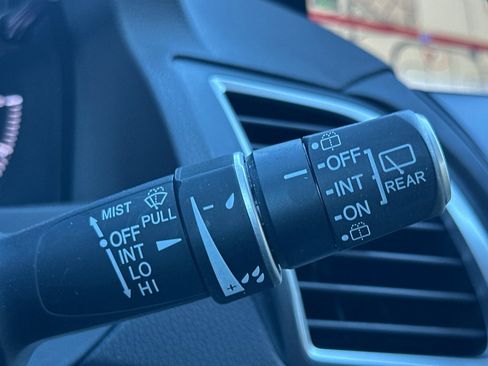 MIST
PULL
OFF
INT
LO
HI
-
+
OFF
INT
ON
REAR